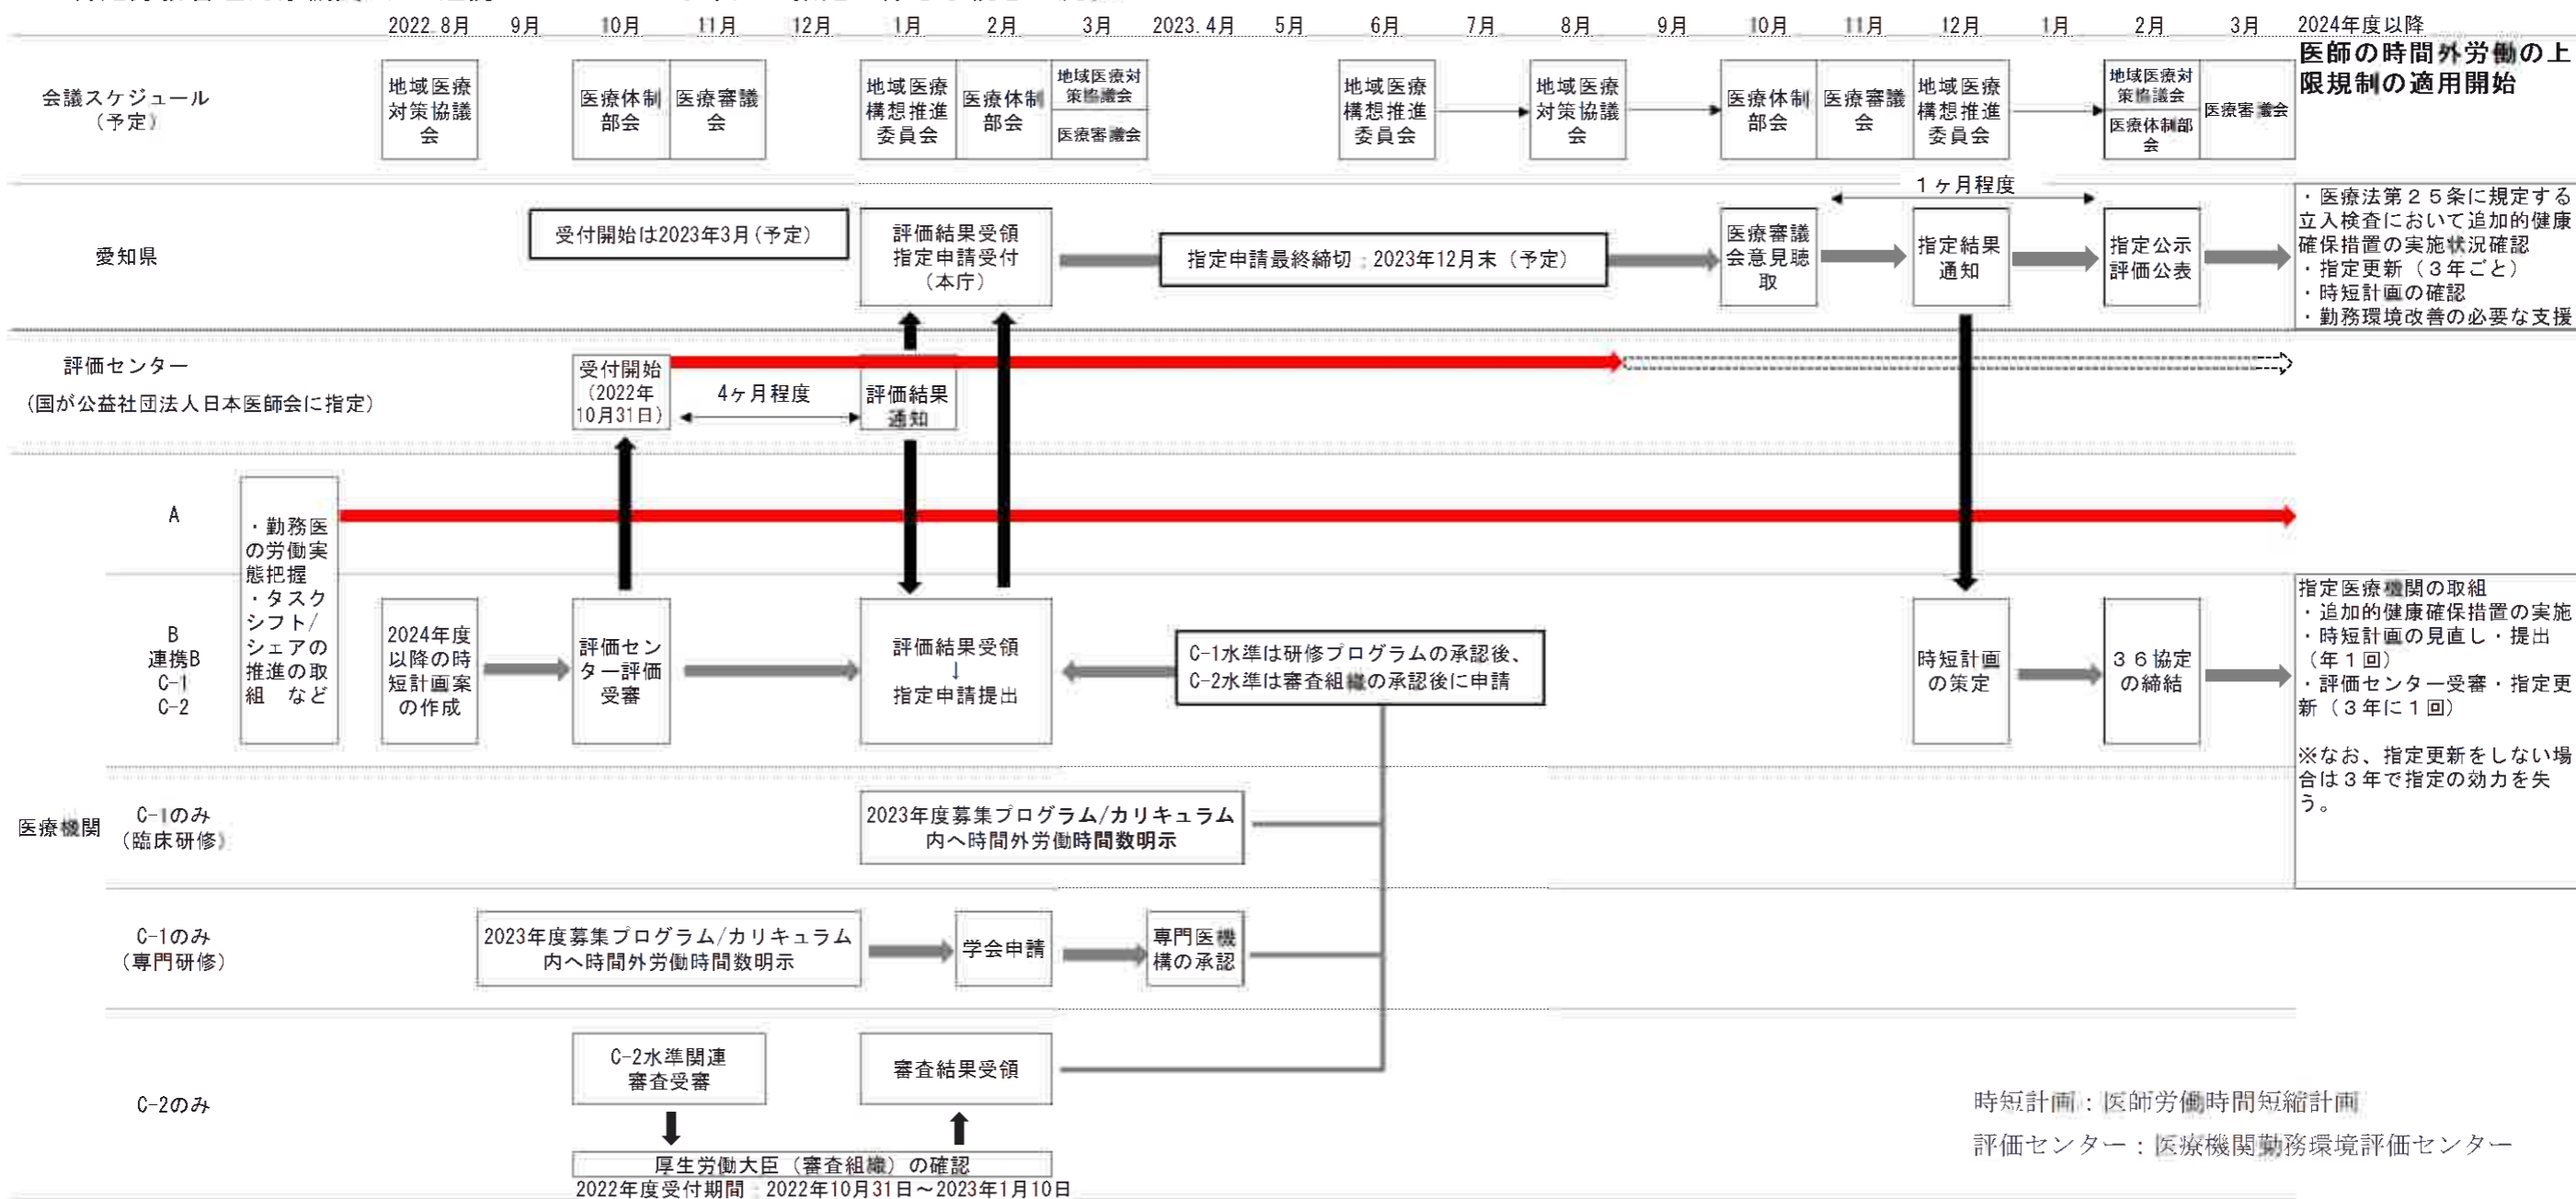 2022.8月 9月 10月 11月 12月 1月 2月 3月 2023.4月 5月 6月 7月 8月 9月 10月 11月 12月 1月 2月 3月 2024年度以降
医師の時間外労働の上
限規制の適用開始
会議スケジュール
（予定）
地域医療
対策協議
会
医療体制
部会
医療審議
会
地域医療
構想推進
委員会
医療体制
部会
地域医療対
策協議会
医療審議会
地域医療
構想推進
委員会
地域医療
対策協議
会
医療体制
部会
医療審議
会
地域医療
構想推進
委員会
地域医療対
策協議会
医療体制部
会
医療審議会
愛知県
受付開始は2023年3月(予定)
評価結果受領
指定申請受付
（本庁）
指定申請最終締切：2023年12月末（予定）
医療審議
会意見聴
取
１ヶ月程度
指定結果
通知
指定公示
評価公表
・医療法第２５条に規定する
立入検査において追加的健康
確保措置の実施状況確認
・指定更新（３年ごと）
・時短計画の確認
・勤務環境改善の必要な支援
評価センター
（国が公益社団法人日本医師会に指定）
受付開始
（2022年
10月31日）
4ヶ月程度
評価結果
通知
医療機関
A
・勤務医
の労働実
態把握
・タスク
シフト/
シェアの
推進の取
組　など
B
連携B
C-1
C-2
2024年度
以降の時
短計画案
の作成
評価セン
ター評価
受審
評価結果受領
↓
指定申請提出
C-1水準は研修プログラムの承認後、
C-2水準は審査組織の承認後に申請
時短計画
の策定
３６協定
の締結
指定医療機関の取組
・追加的健康確保措置の実施
・時短計画の見直し・提出
（年１回）
・評価センター受審・指定更
新（３年に１回）
※なお、指定更新をしない場
合は３年で指定の効力を失
う。
C-1のみ
（臨床研修）
2023年度募集プログラム/カリキュラム
内へ時間外労働時間数明示
C-1のみ
（専門研修）
2023年度募集プログラム/カリキュラム
内へ時間外労働時間数明示
学会申請
専門医機
構の承認
C-2のみ
C-2水準関連
審査受審
審査結果受領
厚生労働大臣（審査組織）の確認
2022年度受付期間：2022年10月31日～2023年1月10日
時短計画：医師労働時間短縮計画
評価センター：医療機関勤務環境評価センター